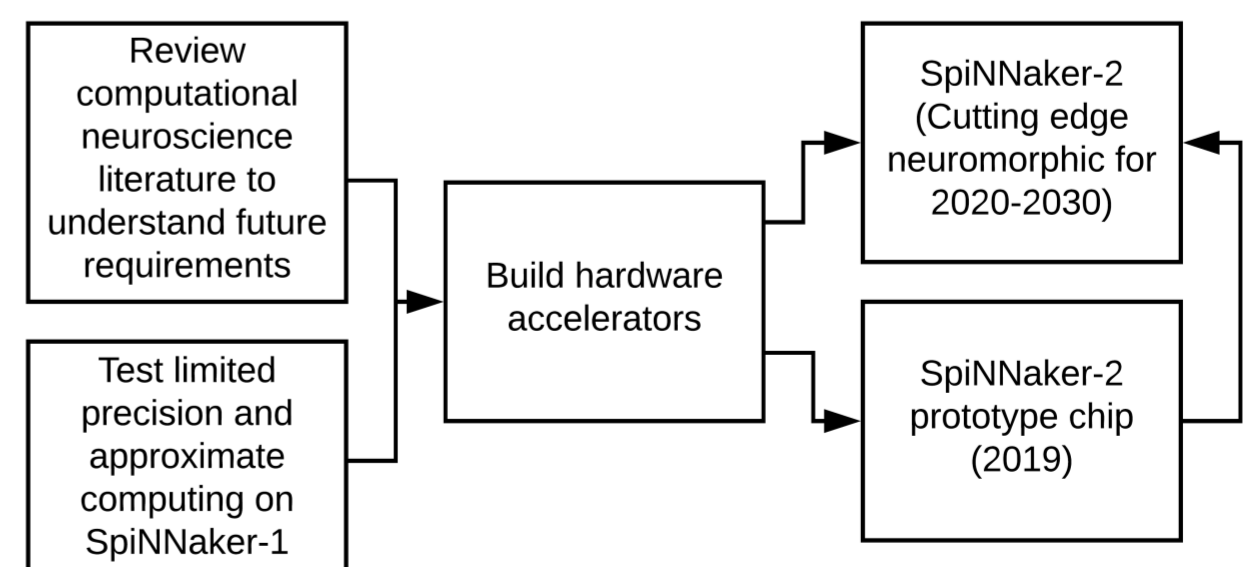 Review
computational
neuroscience
literature to
understand future
requirements
Test limited
precision and
approximate
computing on
SpiNNaker-1
Build hardware
accelerators
SpiNNaker-2
(Cutting edge
neuromorphic for
2020-2030)
SpiNNaker-2
prototype chip
(2019)